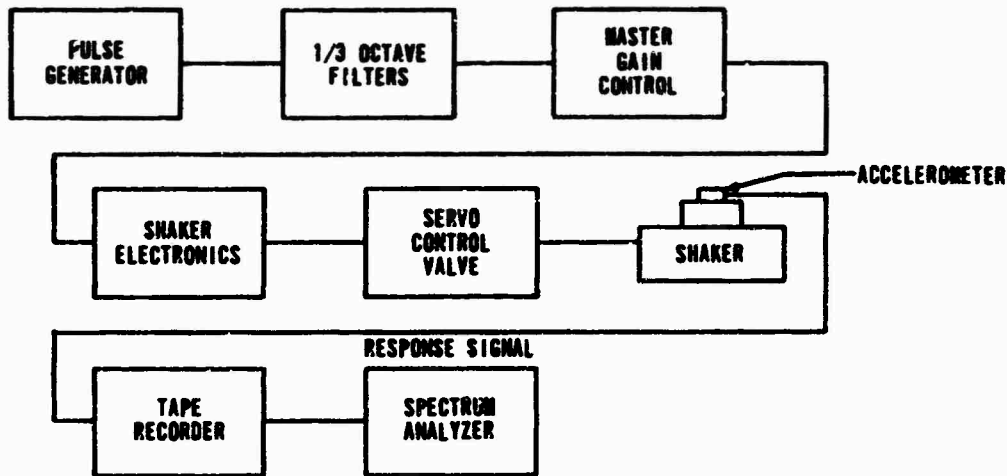 PULSE
GENERATOR
1/3 OCTAVE
FILTERS
MASTER
GAIN
CONTROL
ACCELEROMETER
SHAKER
ELECTRONICS
SERVO
CONTROL
VALVE
SHAKER
RESPONSE SIGNAL
TAPE
RECORDER
SPECTRUM
ANALYZER